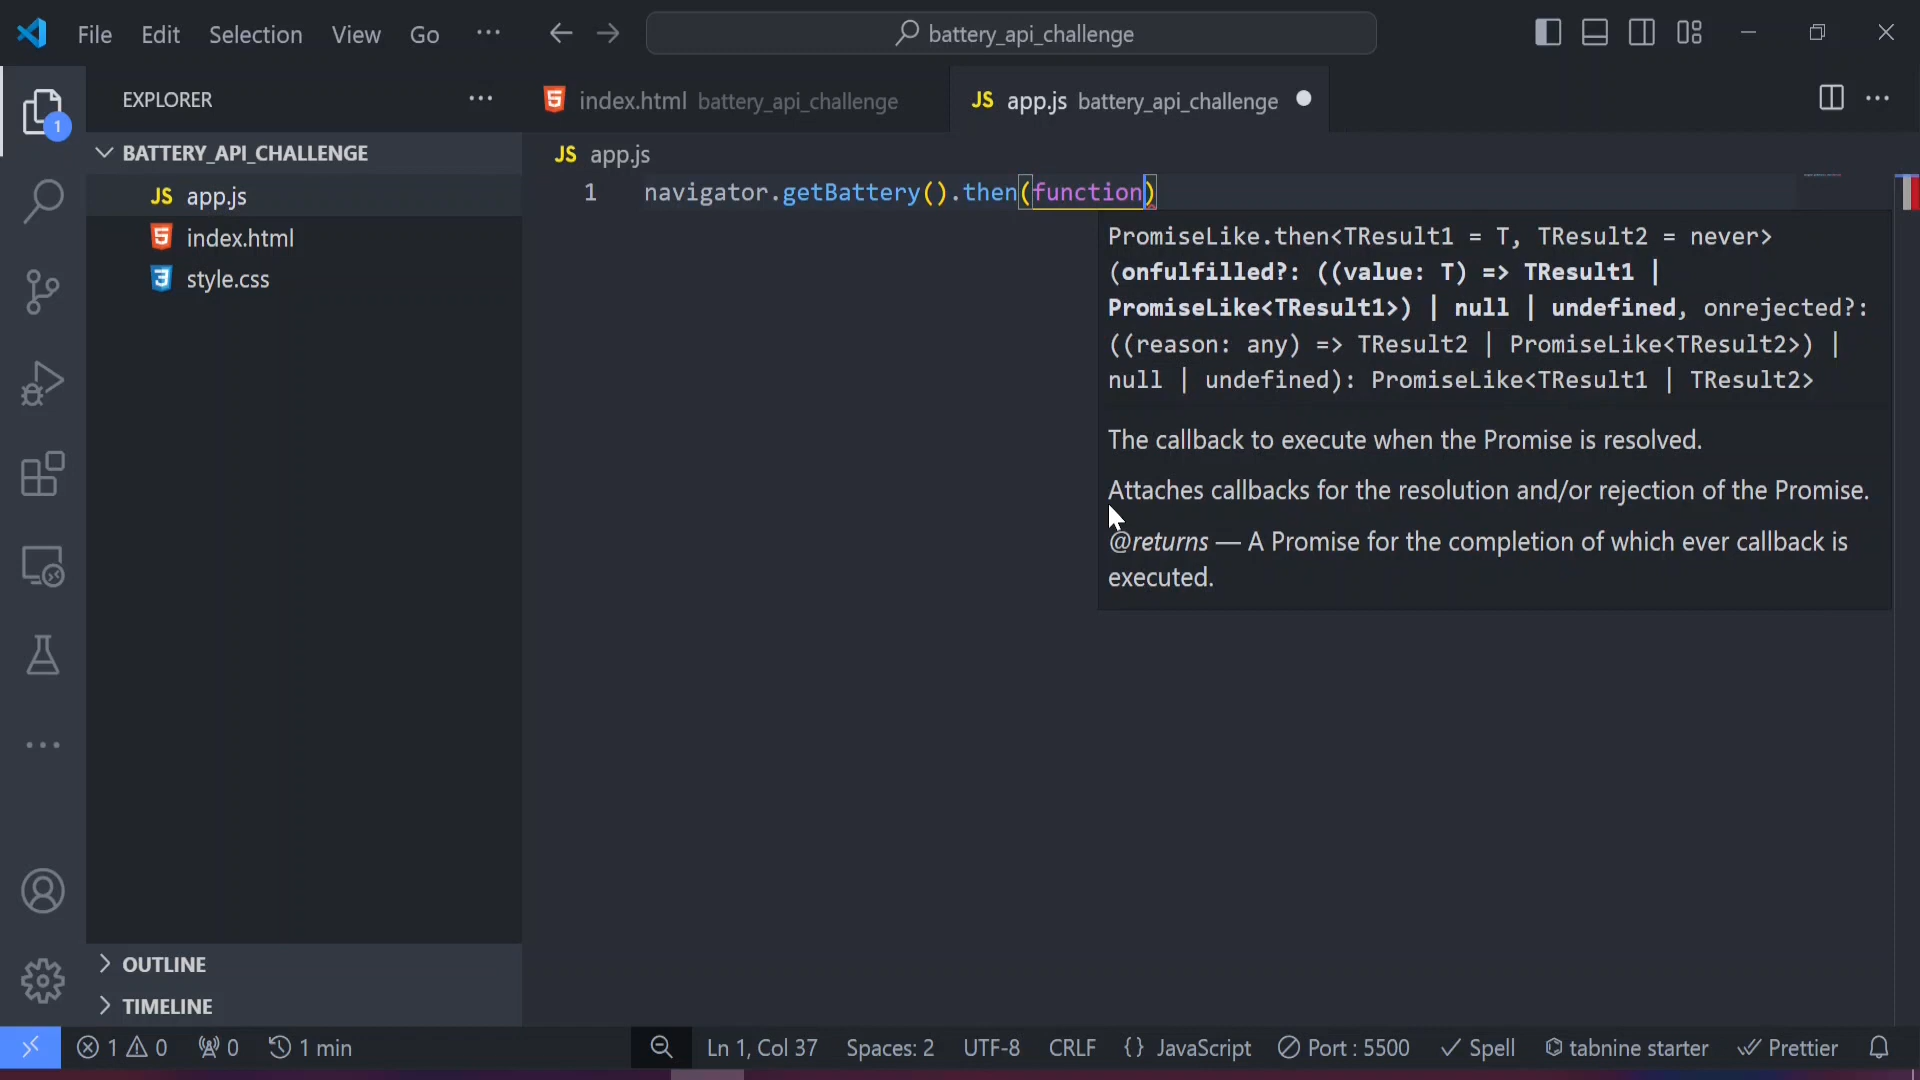 File Edit Selection View Go ··· battery_api_challenge
EXPLORER ···
index.html battery_api_challenge
JS app.js battery_api_challenge
BATTERY_API_CHALLENGE
JS app.js
index.html
style.css
OUTLINE
TIMELINE
1
JS app.js
1 navigator.getBattery().then(function)
PromiseLike.then<TResult1 = T, TResult2 = never>
(onfulfilled?: ((value: T) => TResult1 |
PromiseLike<TResult1>) | null | undefined, onrejected?:
((reason: any) => TResult2 | PromiseLike<TResult2>) |
null | undefined): PromiseLike<TResult1 | TResult2>
The callback to execute when the Promise is resolved.
Attaches callbacks for the resolution and/or rejection of the Promise.
@returns — A Promise for the completion of which ever callback is
executed.
1 0 0 1 min Ln 1, Col 37 Spaces: 2 UTF-8 CRLF {} JavaScript Port : 5500 Spell tabnine starter Prettier